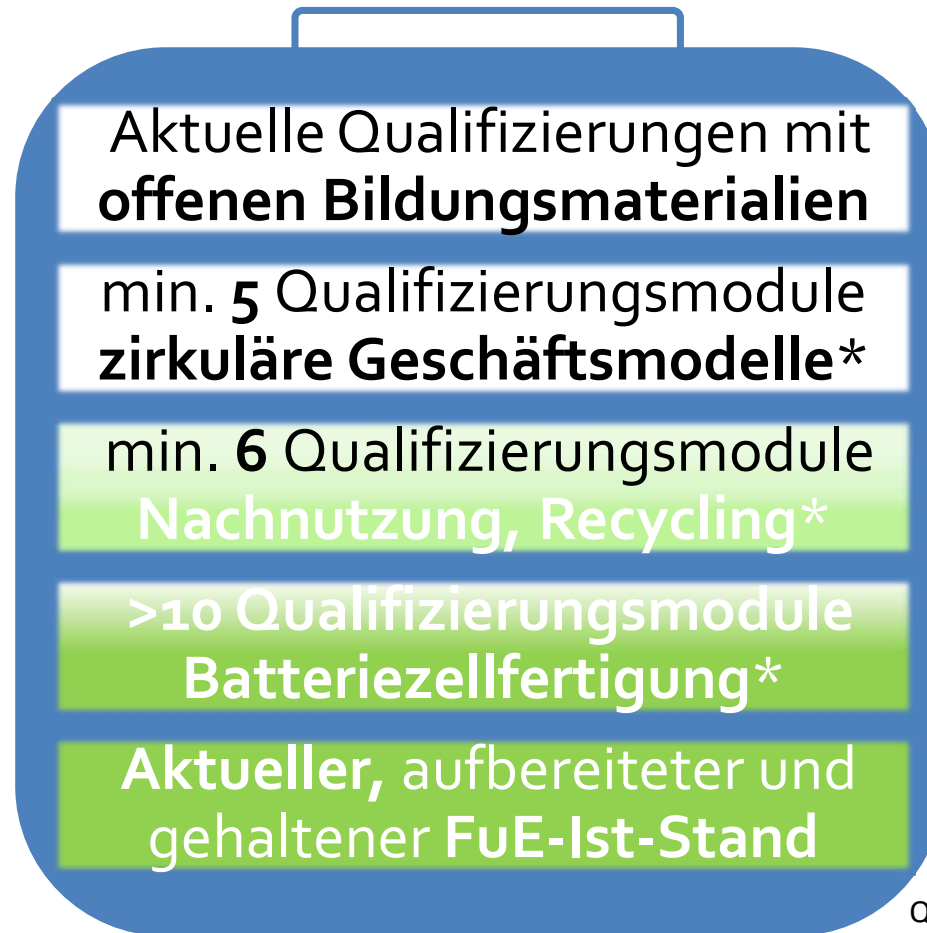 Aktuelle Qualifizierungen mit
offenen Bildungsmaterialien
min. 5 Qualifizierungsmodule
zirkuläre Geschäftsmodelle*
min. 6 Qualifizierungsmodule
Nachnutzung, Recycling*
>10 Qualifizierungsmodule
Batteriezellfertigung*
Aktueller, aufbereiteter und
gehaltener FuE-Ist-Stand